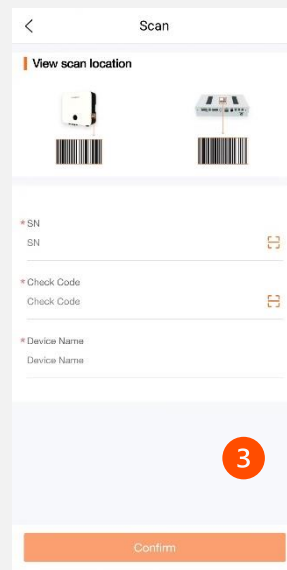 Scan
View scan location
* SN
SN
* Check Code
Check Code
* Device Name
Device Name
3
Confirm